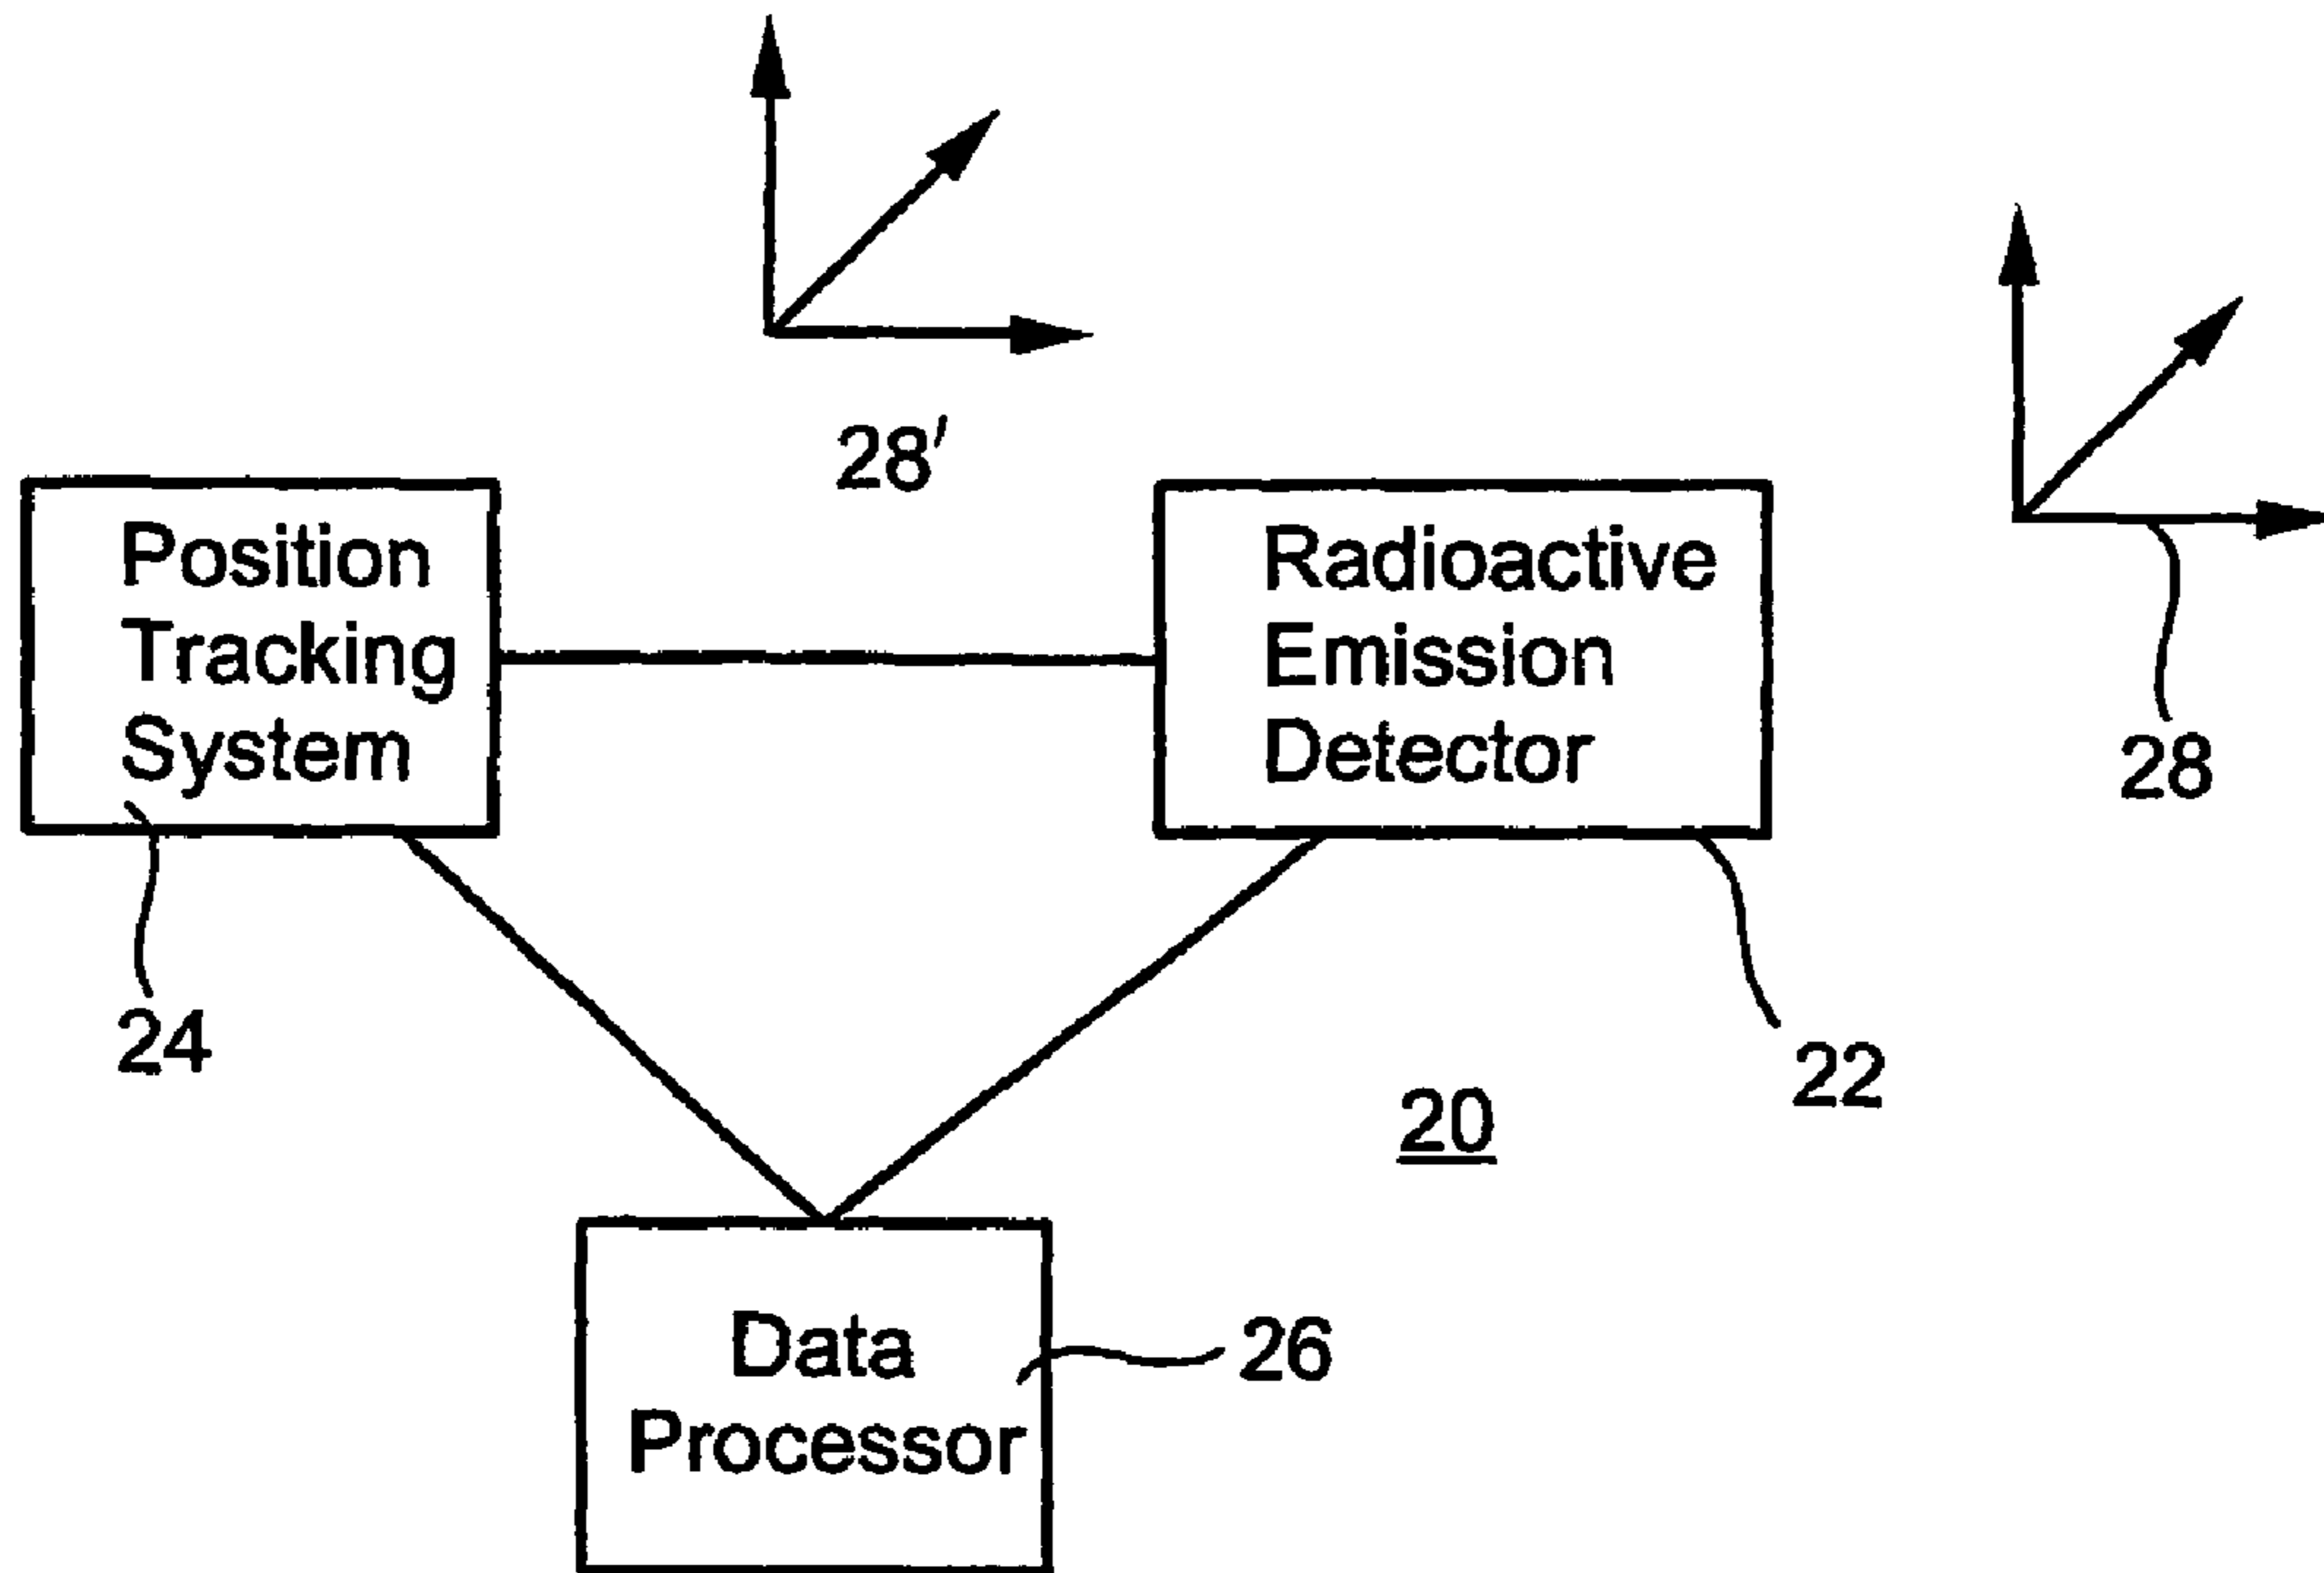 28'
Position
Tracking
System
Radioactive
Emission
Detector
28
24
22
20
Data
Processor
26